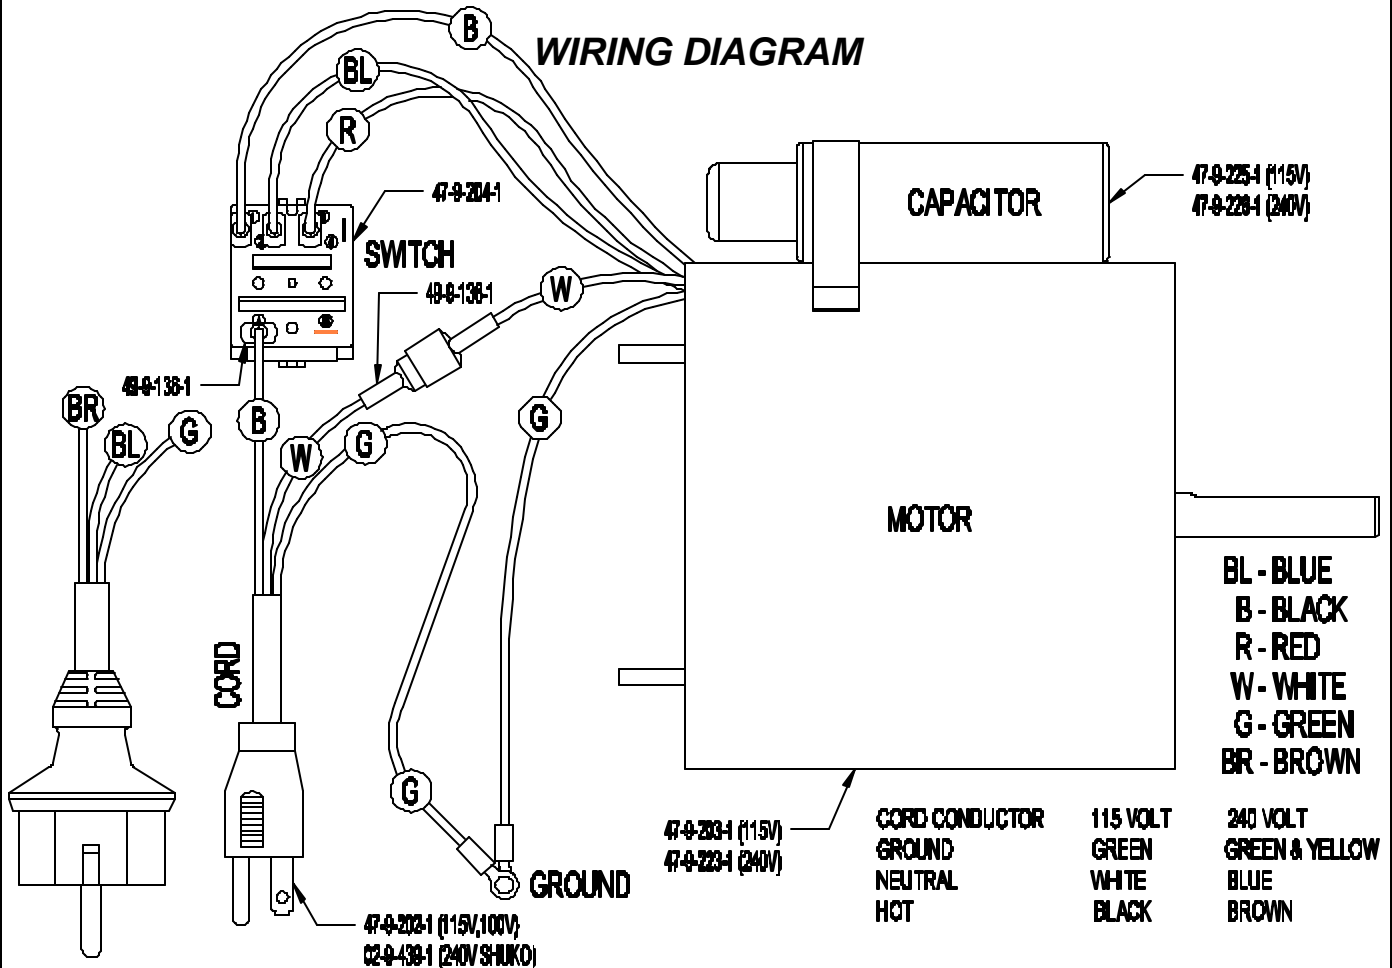 WIRING DIAGRAM
B
BL
R
CAPACITOR
47-9-225-1 (115V)
47-9-226-1 (240V)
47-9-204-1
SWITCH
49-9-136-1
W
49-9-136-1
BR
BL
G
B
W
G
G
MOTOR
BL - BLUE
B - BLACK
R - RED
W - WHITE
G - GREEN
BR - BROWN
CORD
G
47-9-203-1 (115V)
47-9-223-1 (240V)
CORD CONDUCTOR 115 VOLT 240 VOLT
GROUND GREEN GREEN & YELLOW
NEUTRAL WHITE BLUE
HOT BLACK BROWN
GROUND
47-9-202-1 (115V,100V)
02-9-439-1 (240V SHUKO)